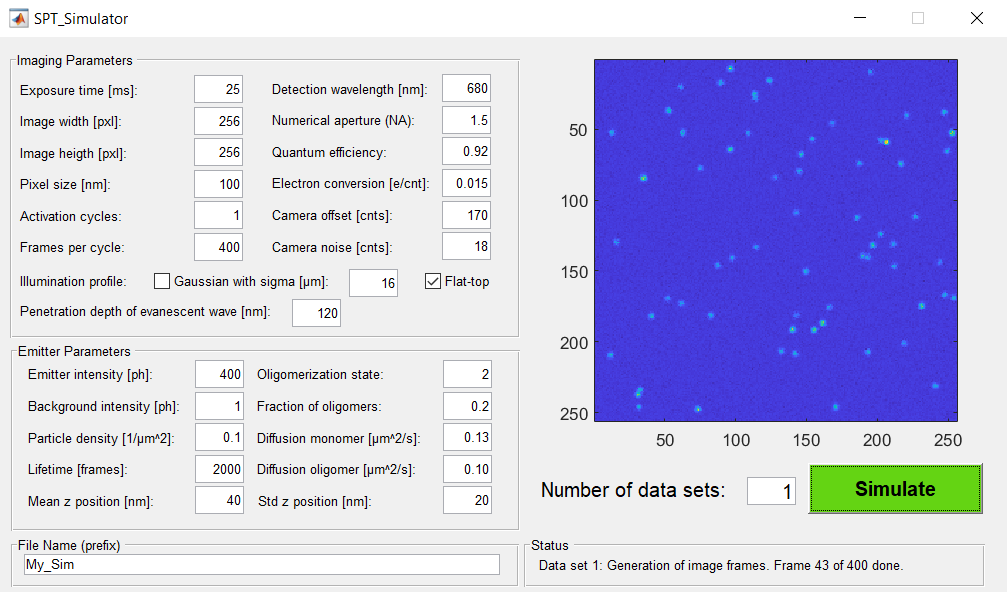 SPT_Simulator
Imaging Parameters
Exposure time [ms]: 25 Detection wavelength [nm]: 680
Image width [pxl]: 256 Numerical aperture (NA): 1.5
Image heigth [pxl]: 256 Quantum efficiency: 0.92
Pixel size [nm]: 100 Electron conversion [e/cnt]: 0.015
Activation cycles: 1 Camera offset [cnts]: 170
Frames per cycle: 400 Camera noise [cnts]: 18
Illumination profile: Gaussian with sigma [µm]: 16 Flat-top
Penetration depth of evanescent wave [nm]: 120
Emitter Parameters
Emitter intensity [ph]: 400 Oligomerization state: 2
Background intensity [ph]: 1 Fraction of oligomers: 0.2
Particle density [1/µm^2]: 0.1 Diffusion monomer [µm^2/s]: 0.13
Lifetime [frames]: 2000 Diffusion oligomer [µm^2/s]: 0.10
Mean z position [nm]: 40 Std z position [nm]: 20
File Name (prefix)
My_Sim
50
100
150
200
250
50 100 150 200 250
Number of data sets: 1 Simulate
Status
Data set 1: Generation of image frames. Frame 43 of 400 done.